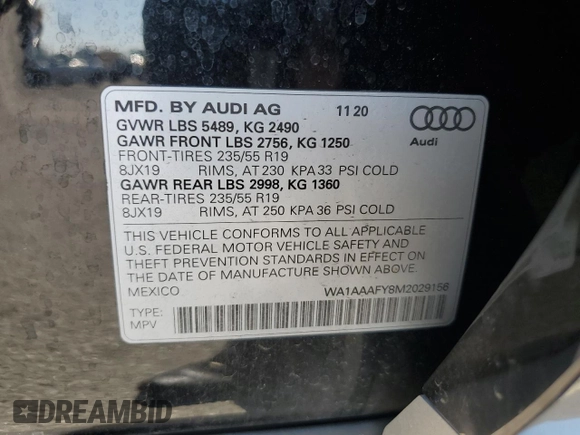 MFD. BY AUDI AG 11 20
GVWR LBS 5489, KG 2490
GAWR FRONT LBS 2756, KG 1250
FRONT-TIRES 235/55 R19
8JX19 RIMS, AT 230 KPA 33 PSI COLD
GAWR REAR LBS 2998, KG 1360
REAR-TIRES 235/55 R19
8JX19 RIMS, AT 250 KPA 36 PSI COLD
Audi
THIS VEHICLE CONFORMS TO ALL APPLICABLE
U.S. FEDERAL MOTOR VEHICLE SAFETY AND
THEFT PREVENTION STANDARDS IN EFFECT ON
THE DATE OF MANUFACTURE SHOWN ABOVE.
MEXICO WA1AAAFY8M2029156
TYPE:
MPV
DREAMBID